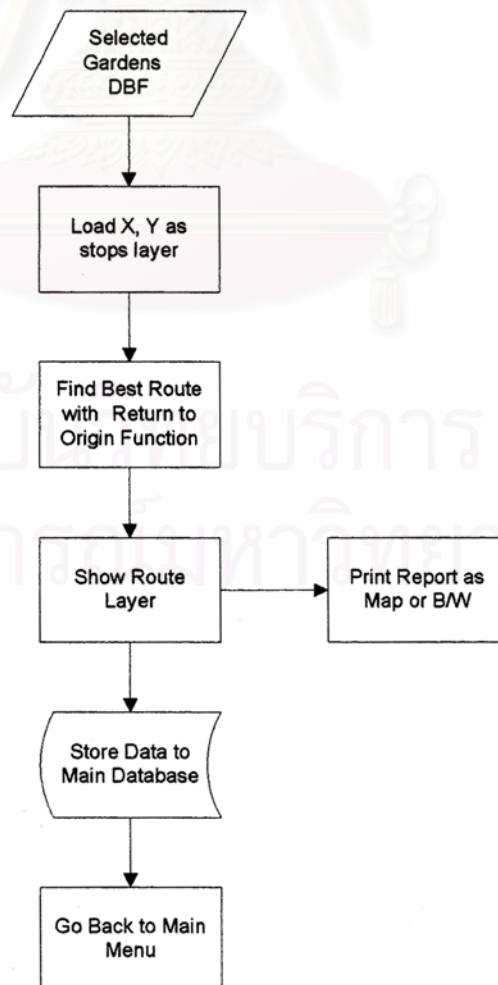 Selected
Gardens
DBF
Load X, Y as
stops layer
Find Best Route
with Return to
Origin Function
Show Route
Layer
Print Report as
Map or B/W
Store Data to
Main Database
Go Back to Main
Menu